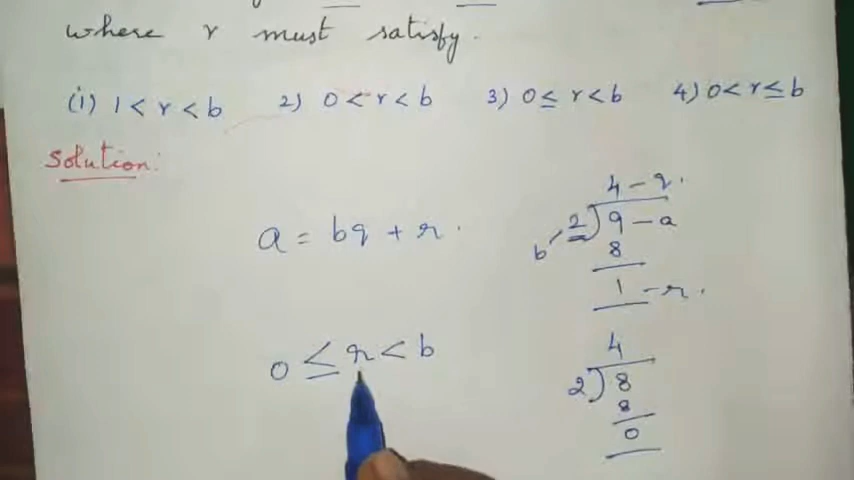 where r must satisfy.
(i) 1 < r < b 2) 0 < r < b 3) 0 ≤ r < b 4) 0 < r ≤ b
Solution:
4 - q.
a = bq + r.
b 2) 9 - a
8
1 - r.
0 ≤ r < b
4
2) 8
8
0